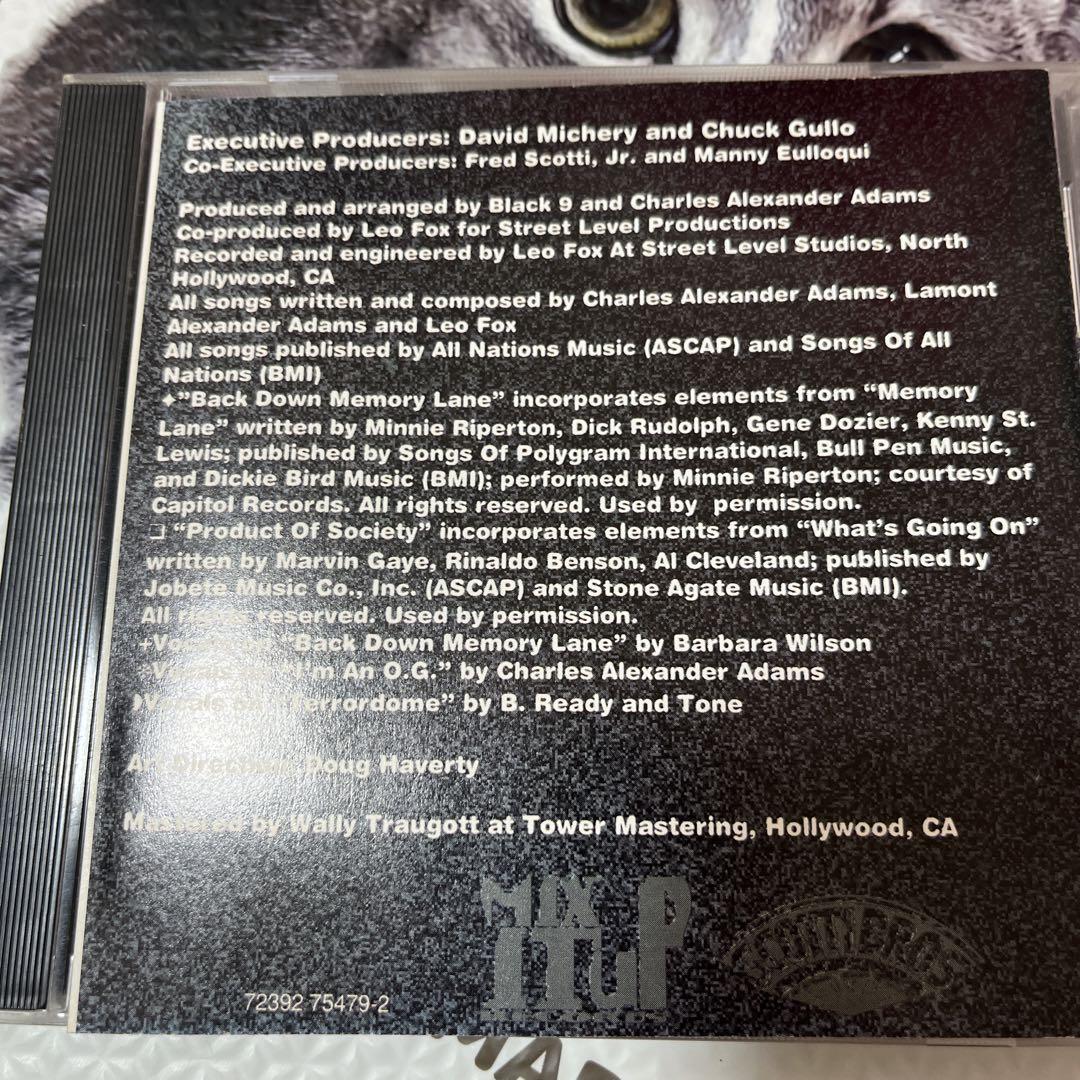 Executive Producers: David Michery and Chuck Gullo
Co-Executive Producers: Fred Scotti, Jr. and Manny Eulloqui
Produced and arranged by Black 9 and Charles Alexander Adams
Co-produced by Leo Fox for Street Level Productions
Recorded and engineered by Leo Fox At Street Level Studios, North
Hollywood, CA
All songs written and composed by Charles Alexander Adams, Lamont
Alexander Adams and Leo Fox
All songs published by All Nations Music (ASCAP) and Songs Of All
Nations (BMI)
✦"Back Down Memory Lane" incorporates elements from "Memory
Lane" written by Minnie Riperton, Dick Rudolph, Gene Dozier, Kenny St.
Lewis; published by Songs Of Polygram International, Bull Pen Music,
and Dickie Bird Music (BMI); performed by Minnie Riperton; courtesy of
Capitol Records. All rights reserved. Used by permission.
❏ "Product Of Society" incorporates elements from "What's Going On"
written by Marvin Gaye, Rinaldo Benson, Al Cleveland; published by
Jobete Music Co., Inc. (ASCAP) and Stone Agate Music (BMI).
All rights reserved. Used by permission.
+Vocals on "Back Down Memory Lane" by Barbara Wilson
Vocals on "I'm An O.G." by Charles Alexander Adams
Vocals on "Terrordome" by B. Ready and Tone
Art Direction: Doug Haverty
Mastered by Wally Traugott at Tower Mastering, Hollywood, CA
MIX
IT UP
72392 75479-2